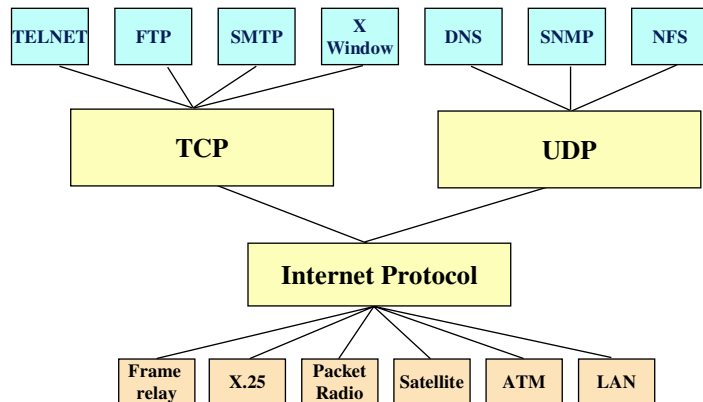 TELNET
FTP
SMTP
X
Window
DNS
SNMP
NFS
TCP
UDP
Internet Protocol
Frame
relay
X.25
Packet
Radio
Satellite
ATM
LAN